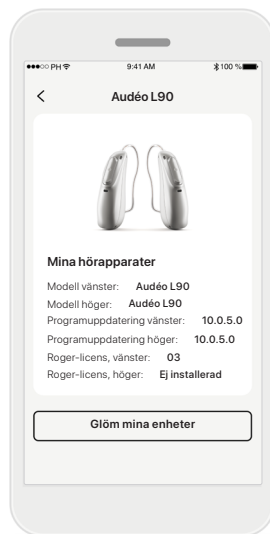 PH 9:41 AM 100 %
Audéo L90
Mina hörapparater
Modell vänster: Audéo L90
Modell höger: Audéo L90
Programuppdatering vänster: 10.0.5.0
Programuppdatering höger: 10.0.5.0
Roger-licens, vänster: 03
Roger-licens, höger: Ej installerad
Glöm mina enheter